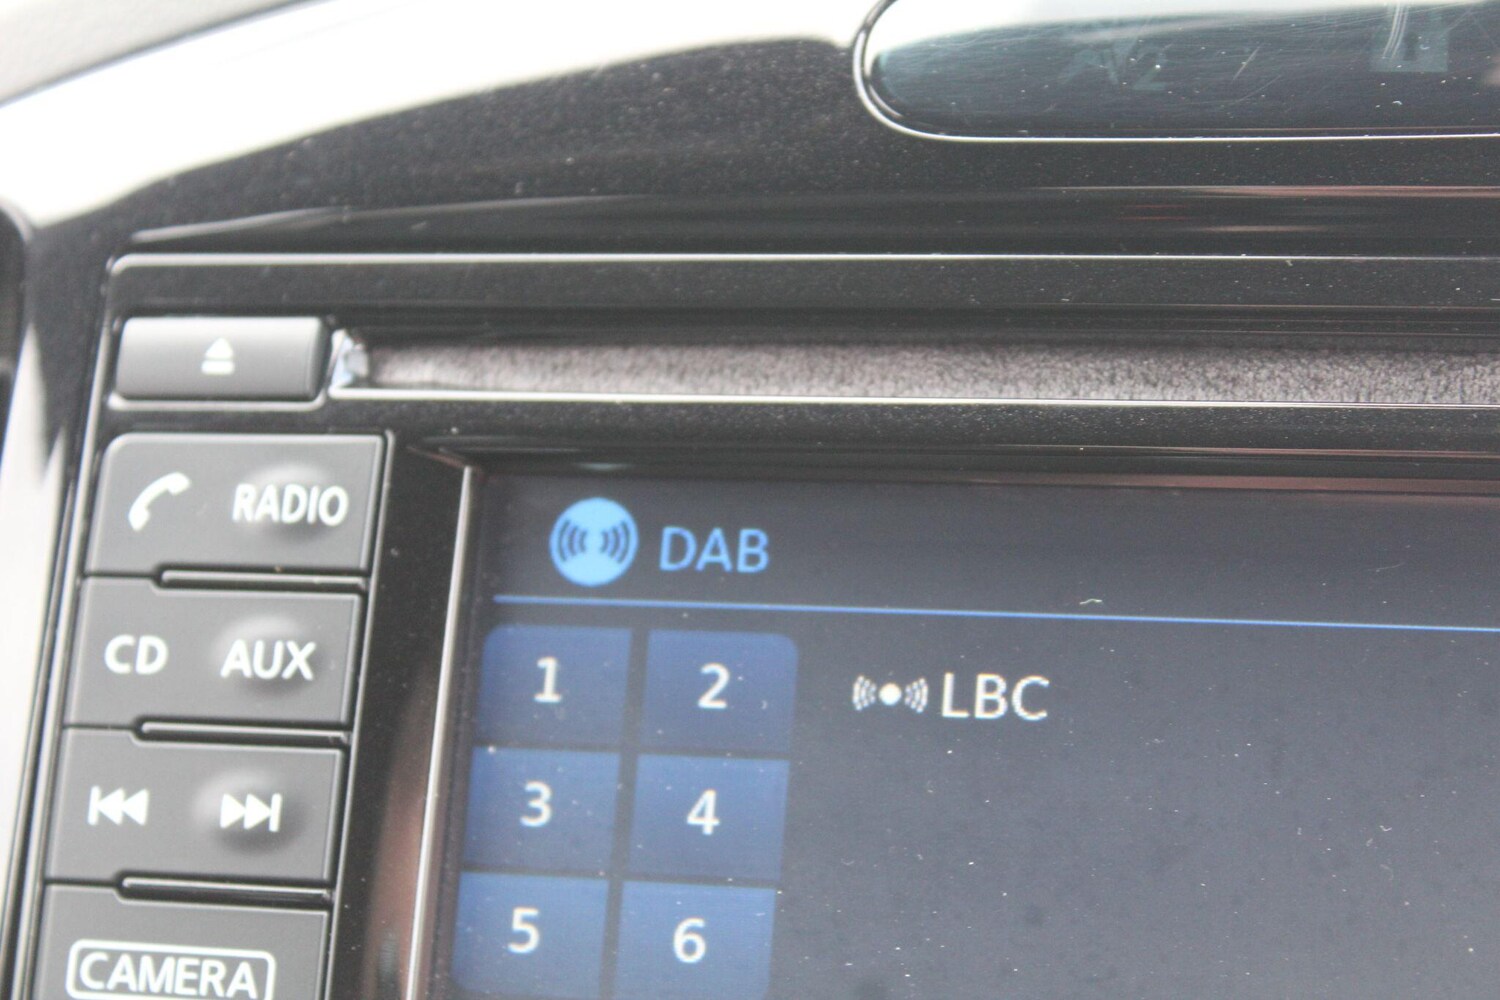 RADIO
CD AUX
CAMERA
DAB
1 2
3 4
5 6
LBC